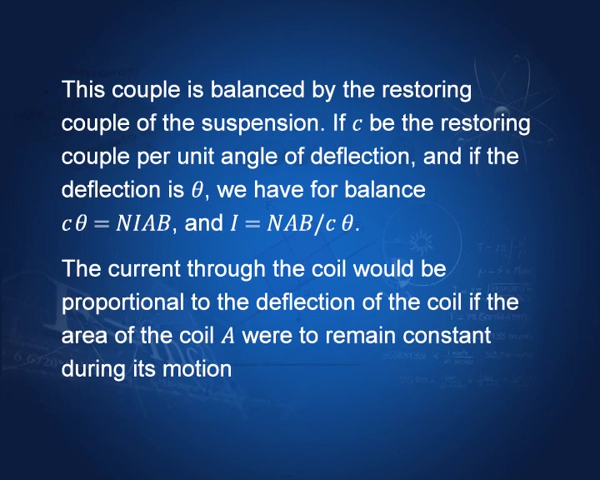 This couple is balanced by the restoring
couple of the suspension. If c be the restoring
couple per unit angle of deflection, and if the
deflection is θ, we have for balance
cθ = NIAB, and I = NAB/c θ.
The current through the coil would be
proportional to the deflection of the coil if the
area of the coil A were to remain constant
during its motion